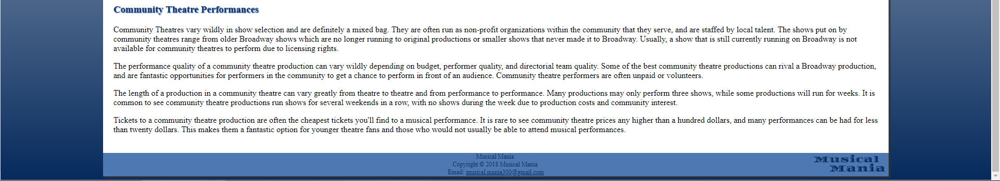 Community Theatre Performances
Community Theatres vary wildly in show selection and are definitely a mixed bag. They are often run as non-profit organizations within the community that they serve, and are staffed by local talent. The shows put on by
community theatres range from older Broadway shows which are no longer running to original productions or smaller shows that never made it to Broadway. Usually, a show that is still currently running on Broadway is not
available for community theatres to perform due to licensing rights.
The performance quality of a community theatre production can vary wildly depending on budget, performer quality, and directorial team quality. Some of the best community theatre productions can rival a Broadway production,
and are fantastic opportunities for performers in the community to get a chance to perform in front of an audience. Community theatre performers are often unpaid or volunteers.
The length of a production in a community theatre can vary greatly from theatre to theatre and from performance to performance. Many productions may only perform three shows, while some productions will run for weeks. It is
common to see community theatre productions run shows for several weekends in a row, with no shows during the week due to production costs and community interest.
Tickets to a community theatre production are often the cheapest tickets you'll find to a musical performance. It is rare to see community theatre prices any higher than a hundred dollars, and many performances can be had for less
than twenty dollars. This makes them a fantastic option for younger theatre fans and those who would not usually be able to attend musical performances.
Musical Mania
Copyright © 2018 Musical Mania
Email: musical.mania300@gmail.com
Musical
Mania